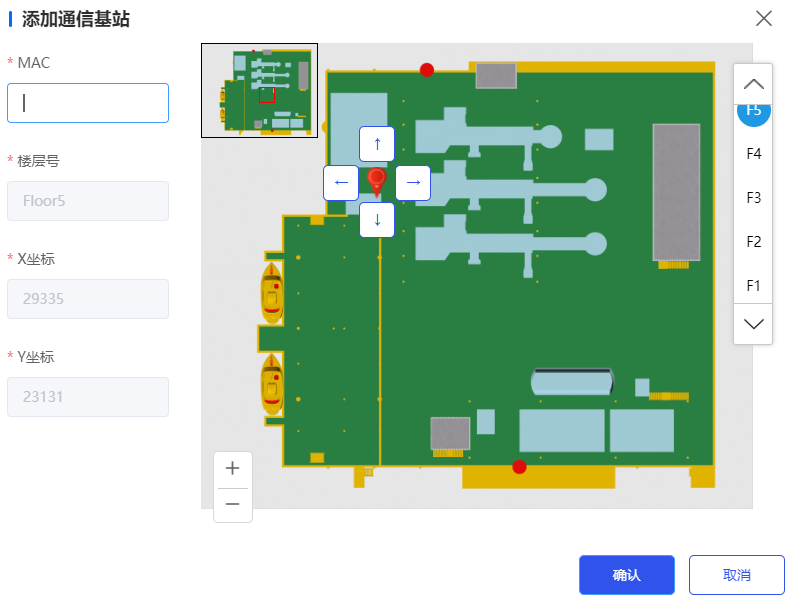 添加通信基站
* MAC
* 楼层号
Floor5
* X坐标
29335
* Y坐标
23131
F5
F4
F3
F2
F1
确认
取消